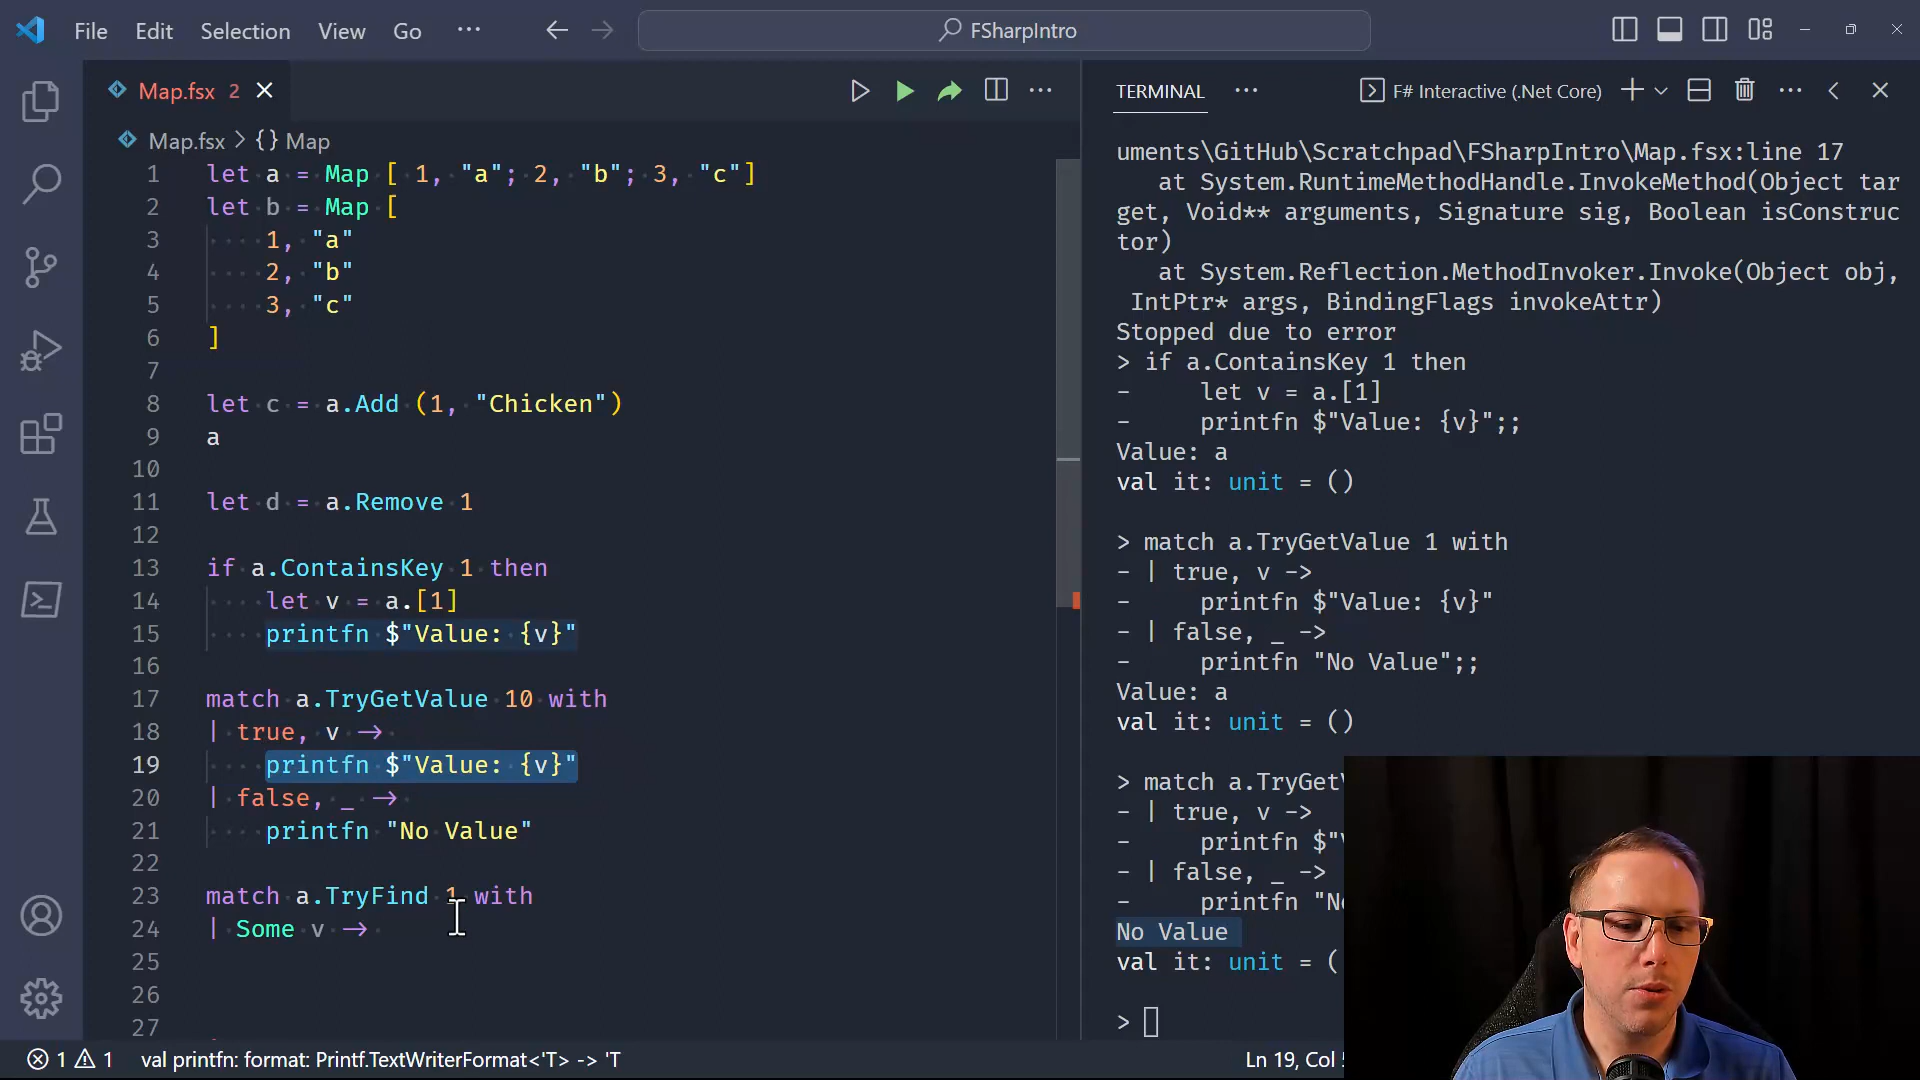 File Edit Selection View Go ··· FSharpIntro
Map.fsx 2
TERMINAL ··· F# Interactive (.Net Core)
Map.fsx > {} Map
1 let a = Map [ 1, "a"; 2, "b"; 3, "c"]
2 let b = Map [
3 1, "a"
4 2, "b"
5 3, "c"
6 ]
7
8 let c = a.Add (1, "Chicken")
9 a
10
11 let d = a.Remove 1
12
13 if a.ContainsKey 1 then
14 let v = a.[1]
15 printfn $"Value: {v}"
16
17 match a.TryGetValue 10 with
18 | true, v ->
19 printfn $"Value: {v}"
20 | false, _ ->
21 printfn "No Value"
22
23 match a.TryFind 1 with
24 | Some v ->
25
26
27
uments\GitHub\Scratchpad\FSharpIntro\Map.fsx:line 17
at System.RuntimeMethodHandle.InvokeMethod(Object tar
get, Void** arguments, Signature sig, Boolean isConstruc
tor)
at System.Reflection.MethodInvoker.Invoke(Object obj,
IntPtr* args, BindingFlags invokeAttr)
Stopped due to error
> if a.ContainsKey 1 then
- let v = a.[1]
- printfn $"Value: {v}";;
Value: a
val it: unit = ()
> match a.TryGetValue 1 with
- | true, v ->
- printfn $"Value: {v}"
- | false, _ ->
- printfn "No Value";;
Value: a
val it: unit = ()
> match a.TryGetV
- | true, v ->
- printfn $"V
- | false, _ ->
- printfn "No
No Value
val it: unit = (
>
1 1 val printfn: format: Printf.TextWriterFormat<'T> -> 'T
Ln 19, Col